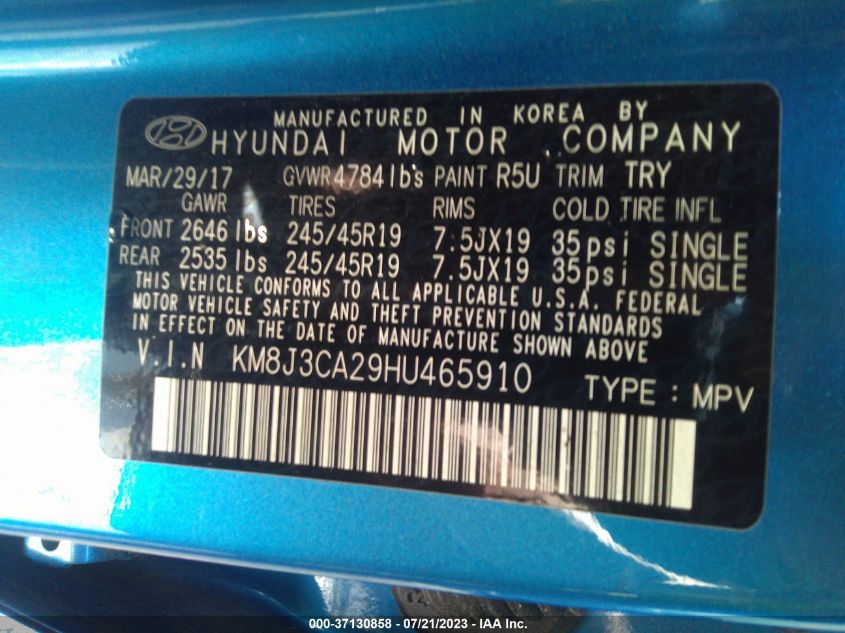 MANUFACTURED IN KOREA BY
HYUNDAI MOTOR COMPANY
MAR/29/17 GVWR 4784 lbs PAINT R5U TRIM TRY
GAWR TIRES RIMS COLD TIRE INFL
FRONT 2646 lbs 245/45R19 7.5JX19 35psi SINGLE
REAR 2535 lbs 245/45R19 7.5JX19 35psi SINGLE
THIS VEHICLE CONFORMS TO ALL APPLICABLE U.S.A. FEDERAL
MOTOR VEHICLE SAFETY AND THEFT PREVENTION STANDARDS
IN EFFECT ON THE DATE OF MANUFACTURE SHOWN ABOVE
V.I.N KM8J3CA29HU465910 TYPE : MPV
000-37130858 - 07/21/2023 - IAA Inc.